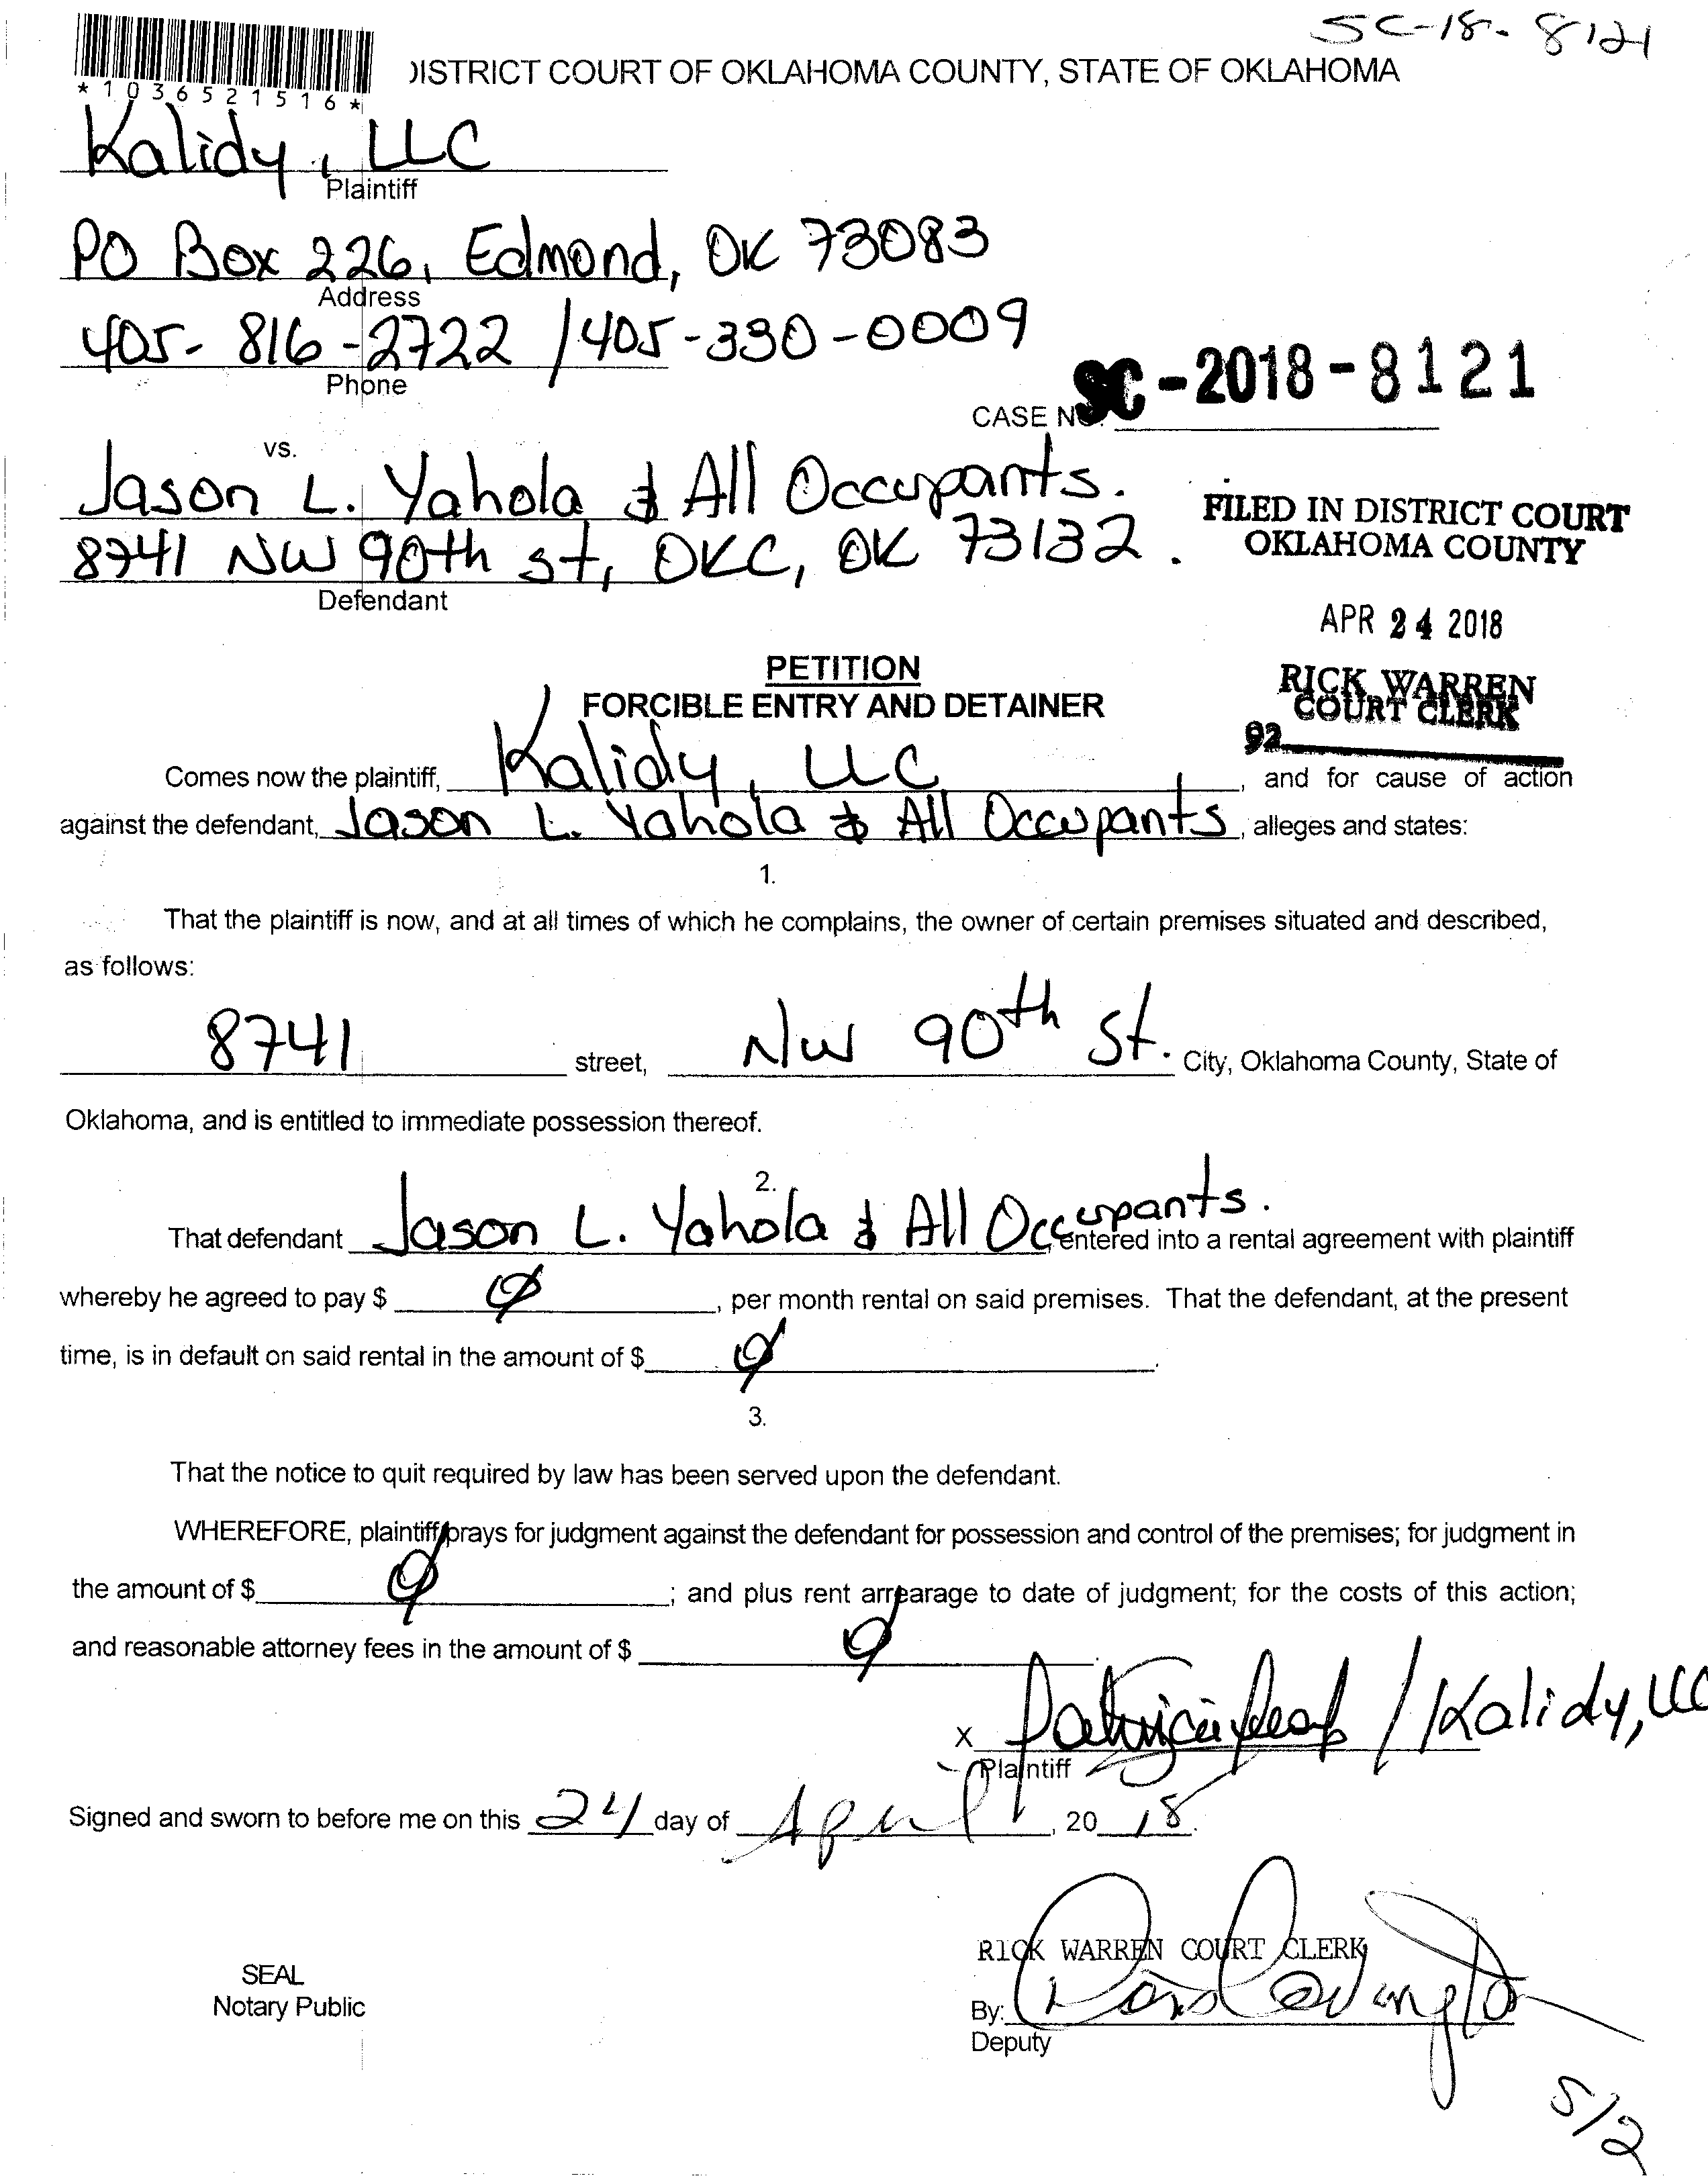 SC-18-8121
*1036521516*
DISTRICT COURT OF OKLAHOMA COUNTY, STATE OF OKLAHOMA
Kalidy, LLC
Plaintiff
PO Box 226, Edmond, OK 73083
Address
405-816-2722 / 405-330-0009
Phone
CASE NO. SC-2018-8121
vs.
Jason L. Yahola & All Occupants.
8741 NW 90th st, OKC, OK 73132.
Defendant
FILED IN DISTRICT COURT
OKLAHOMA COUNTY
APR 24 2018
RICK WARREN
COURT CLERK
92
PETITION
FORCIBLE ENTRY AND DETAINER
Comes now the plaintiff, Kalidy, LLC, and for cause of action
against the defendant, Jason L. Yahola & All Occupants, alleges and states:
1.
That the plaintiff is now, and at all times of which he complains, the owner of certain premises situated and described,
as follows:
8741 street, NW 90th St. City, Oklahoma County, State of
Oklahoma, and is entitled to immediate possession thereof.
2.
That defendant Jason L. Yahola & All Occupants. entered into a rental agreement with plaintiff
whereby he agreed to pay $ Ø, per month rental on said premises. That the defendant, at the present
time, is in default on said rental in the amount of $ Ø.
3.
That the notice to quit required by law has been served upon the defendant.
WHEREFORE, plaintiff prays for judgment against the defendant for possession and control of the premises; for judgment in
the amount of $ Ø; and plus rent arrearage to date of judgment; for the costs of this action;
and reasonable attorney fees in the amount of $ Ø.
X / Kalidy, LLC
Plaintiff
Signed and sworn to before me on this 24 day of April, 2018.
RICK WARREN COURT CLERK
SEAL
Notary Public
By:
Deputy
5/2